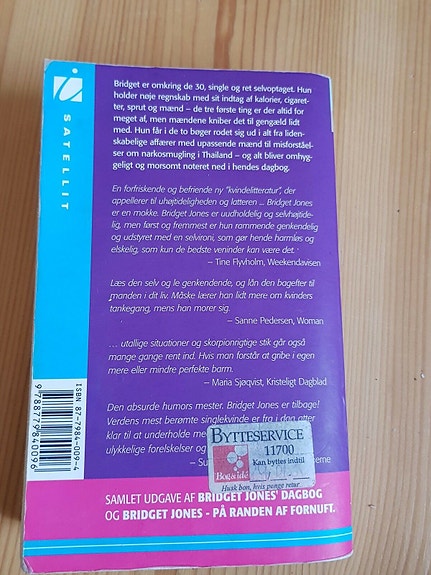 Bridget er omkring de 30, single og ret selvoptaget. Hun
holder nøje regnskab med sit indtag af kalorier, cigaret-
ter, sprut og mænd – de tre første ting er der altid for
meget af, men mændene kniber det til gengæld lidt
med. Hun får i de to bøger rodet sig ud i alt fra liden-
skabelige affærer med upassende mænd til misforståel-
ser om narkosmugling i Thailand – og alt bliver omhyg-
geligt og morsomt noteret ned i hendes dagbog.
En forfriskende og befriende ny "kvindelitteratur", der
appellerer til uhøjtideligheden og latteren ... Bridget Jones
er en mokke. Bridget Jones er uudholdelig og selvhøjtide-
lig, men først og fremmest er hun rammende genkendelig
og udstyret med en selvironi, som gør hende harmløs og
elskelig, som kun de bedste veninder kan være det.
– Tine Flyvholm, Weekendavisen
Læs den selv og le genkendende, og lån den bagefter til
manden i dit liv. Måske lærer han lidt mere om kvinders
tankegang, mens han morer sig.
– Sanne Pedersen, Woman
... utallige situationer og skorpionrigtige stik går også
mange gange rent ind. Hvis man forstår at gribe i egen
mere eller mindre perfekte barm.
– Maria Sjøqvist, Kristeligt Dagblad
Den absurde humors mester. Bridget Jones er tilbage!
Verdens mest berømte singlekvinde er fra i dag atter
klar til at underholde med
ulykkelige forelskelser og
SATELLIT
ISBN 87-7984-009-4
9788779840096
BYTTESERVICE
11700
Bog&idé
Kan byttes indtil
Husk bon, hvis penge retur
SAMLET UDGAVE AF BRIDGET JONES' DAGBOG
OG BRIDGET JONES - PÅ RANDEN AF FORNUFT.